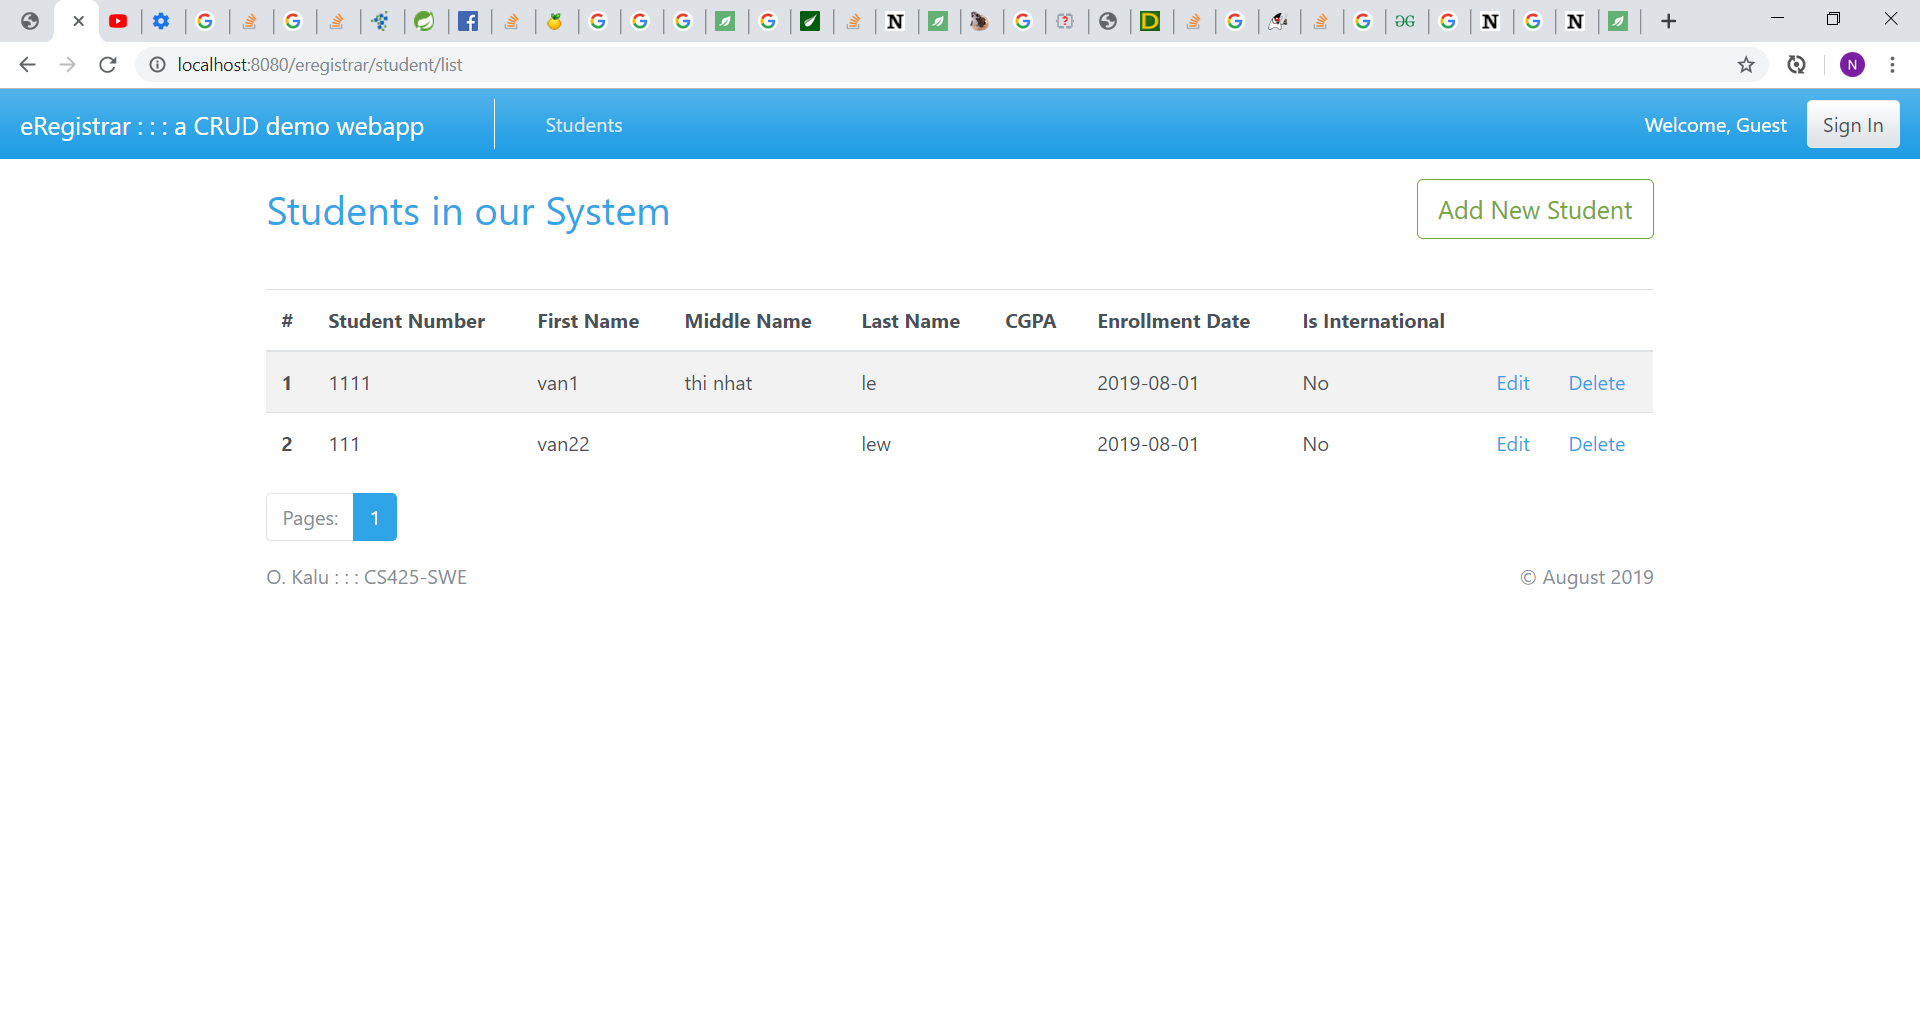 localhost:8080/eregistrar/student/list
N
eRegistrar : : : a CRUD demo webapp
Students
Welcome, Guest
Sign In
Students in our System
Add New Student
# Student Number First Name Middle Name Last Name CGPA Enrollment Date Is International
1 1111 van1 thi nhat le 2019-08-01 No Edit Delete
2 111 van22 lew 2019-08-01 No Edit Delete
Pages: 1
O. Kalu : : : CS425-SWE
© August 2019